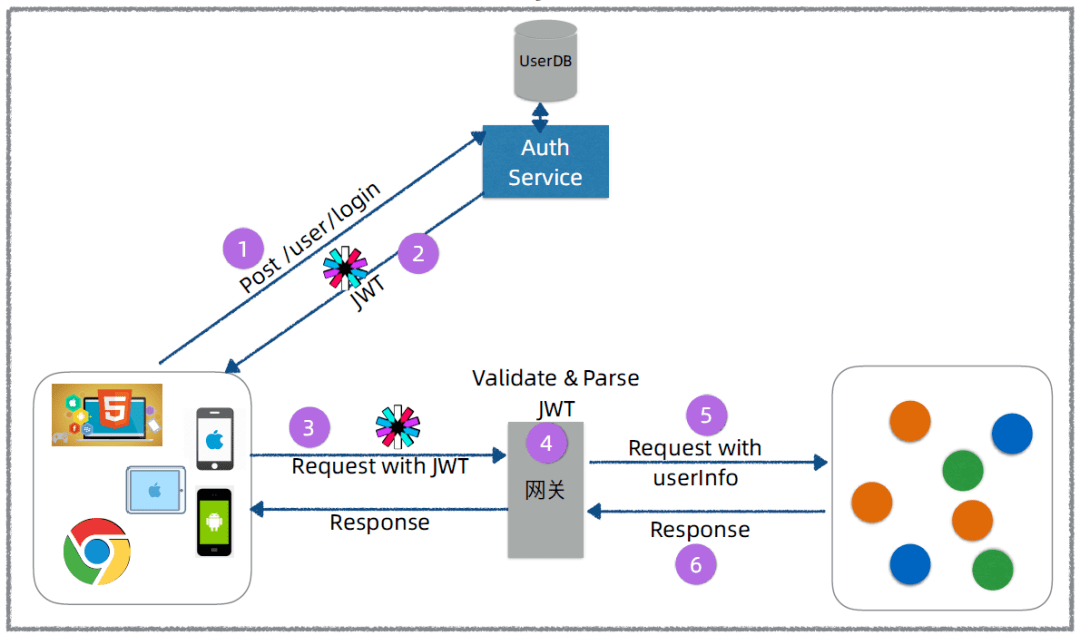 UserDB
Auth
Service
1
Post /user/login
2
JWT
Validate & Parse
JWT
3
Request with JWT
4
网关
5
Request with
userInfo
Response
Response
6
5